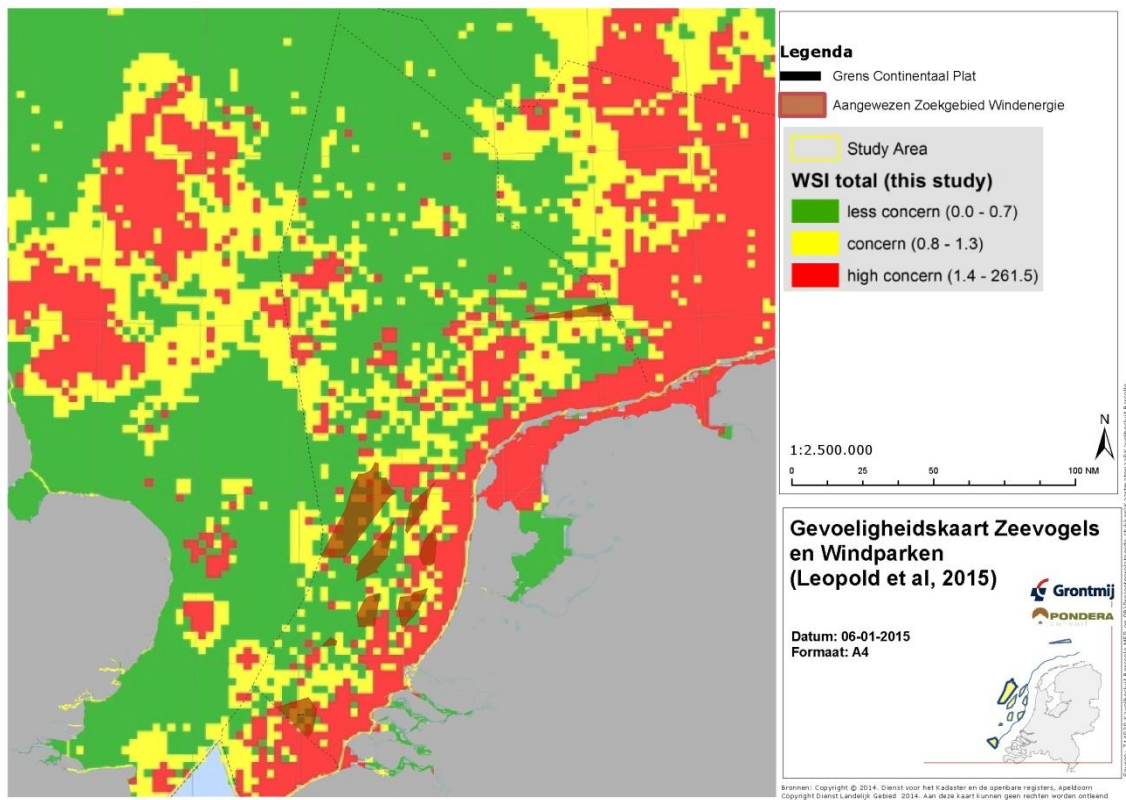 Legenda
Grens Continentaal Plat
Aangewezen Zoekgebied Windenergie
Study Area
WSI total (this study)
less concern (0.0 - 0.7)
concern (0.8 - 1.3)
high concern (1.4 - 261.5)
N
1:2.500.000
0 25 50 100 NM
Gevoeligheidskaart Zeevogels
en Windparken
(Leopold et al, 2015)
Grontmij
PONDERA
Datum: 06-01-2015
Formaat: A4
Bronnen: Copyright © 2014. Dienst voor het Kadaster en de openbare registers, Apeldoorn
Copyright Dienst Landelijk Gebied 2014. Aan deze kaart kunnen geen rechten worden ontleend